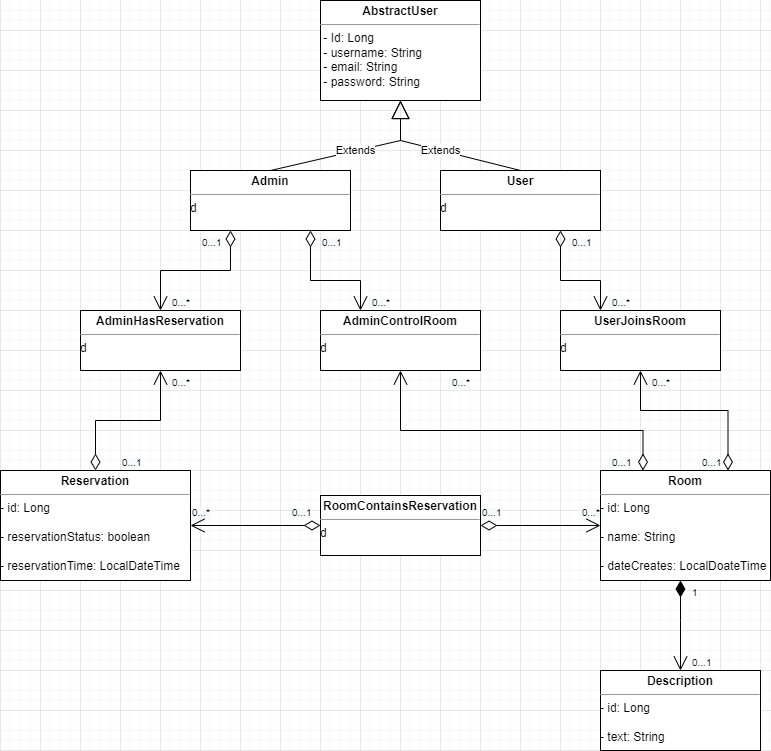 AbstractUser
- Id: Long
- username: String
- email: String
- password: String
Extends
Extends
Admin
d
User
d
0...1
0...1
0...1
0...*
0...*
0...*
AdminHasReservation
d
AdminControlRoom
d
UserJoinsRoom
d
0...*
0...*
0...*
0...1
0...1
0...1
Reservation
- id: Long
- reservationStatus: boolean
- reservationTime: LocalDateTime
0...*
0...1
RoomContainsReservation
d
0...1
0...*
Room
- id: Long
- name: String
- dateCreates: LocalDoateTime
1
0...1
Description
- id: Long
- text: String